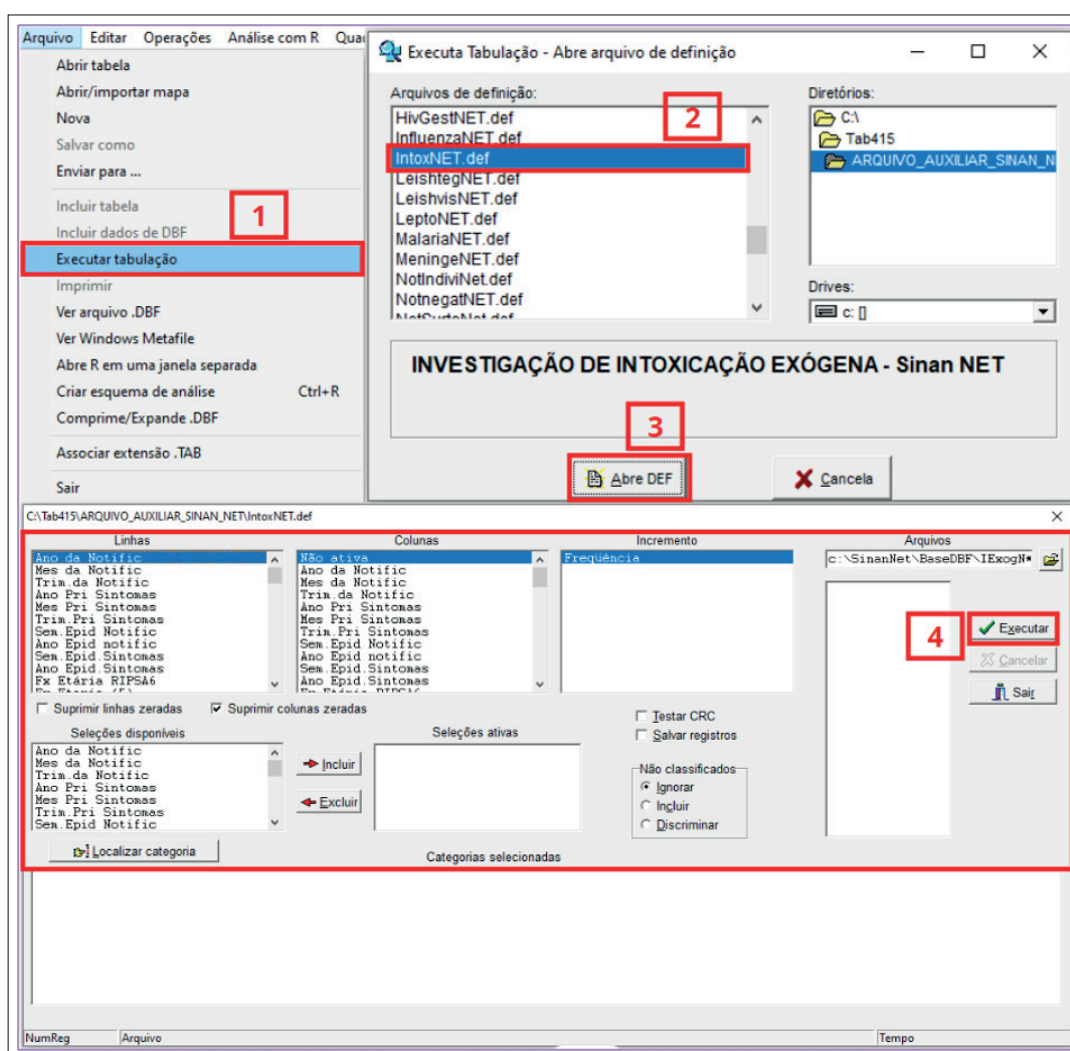 Arquivo Editar Operações Análise com R
Abrir tabela
Abrir/importar mapa
Nova
Salvar como
Enviar para ...
Incluir tabela
Incluir dados de DBF
1
Executar tabulação
Imprimir
Ver arquivo .DBF
Ver Windows Metafile
Abre R em uma janela separada
Criar esquema de análise Ctrl+R
Comprime/Expande .DBF
Associar extensão .TAB
Sair
Executa Tabulação - Abre arquivo de definição
Arquivos de definição:
2
HivGestNET.def
InfluenzaNET.def
IntoxNET.def
LeishtegNET.def
LeishvisNET.def
LeptoNET.def
MalariaNET.def
MeningeNET.def
NotIndiviNet.def
NotnegatNET.def
Diretórios:
C:\
Tab415
ARQUIVO_AUXILIAR_SINAN_N
Drives:
c: []
INVESTIGAÇÃO DE INTOXICAÇÃO EXÓGENA - Sinan NET
3
Abre DEF
Cancela
C:\Tab415\ARQUIVO_AUXILIAR_SINAN_NET\IntoxNET.def
Linhas
Ano da Notific
Mes da Notific
Trim.da Notific
Ano Pri Sintomas
Mes Pri Sintomas
Trim.Pri Sintomas
Sem.Epid Notific
Ano Epid notific
Sem.Epid.Sintomas
Ano Epid.Sintomas
Fx Etária RIPSA6
Colunas
Não ativa
Ano da Notific
Mes da Notific
Trim.da Notific
Ano Pri Sintomas
Mes Pri Sintomas
Trim.Pri Sintomas
Sem.Epid Notific
Ano Epid notific
Sem.Epid.Sintomas
Ano Epid.Sintomas
Incremento
Freqüência
Arquivos
c:\SinanNet\BaseDBF\IExogN*
4
Executar
Cancelar
Sair
Suprimir linhas zeradas
Suprimir colunas zeradas
Seleções disponíveis
Ano da Notific
Mes da Notific
Trim.da Notific
Ano Pri Sintomas
Mes Pri Sintomas
Trim.Pri Sintomas
Sem.Epid Notific
Incluir
Excluir
Seleções ativas
Testar CRC
Salvar registros
Não classificados
Ignorar
Incluir
Discriminar
Localizar categoria
Categorias selecionadas
NumReg Arquivo Tempo